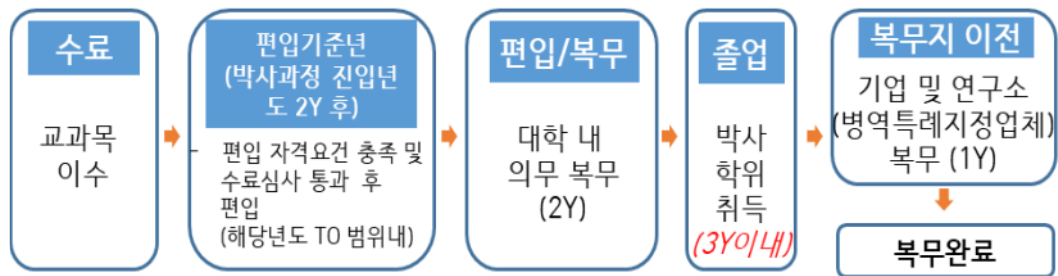 수료
교과목
이수
편입기준년
(박사과정 진입년
도 2Y 후)
- 편입 자격요건 충족 및
수료심사 통과 후
편입
(해당년도 TO 범위내)
편입/복무
대학 내
의무 복무
(2Y)
졸업
박사
학위
취득
(3Y이내)
복무지 이전
기업 및 연구소
(병역특례지정업체)
복무 (1Y)
복무완료